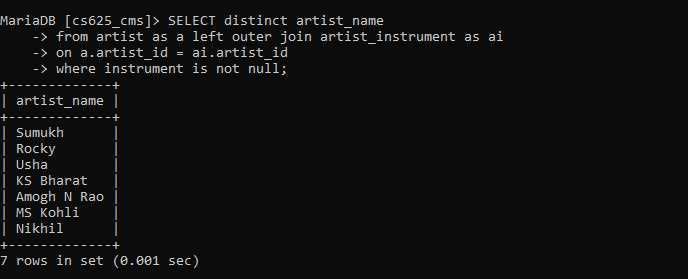 MariaDB [cs625_cms]> SELECT distinct artist_name
    -> from artist as a left outer join artist_instrument as ai
    -> on a.artist_id = ai.artist_id
    -> where instrument is not null;
+-------------+
| artist_name |
+-------------+
| Sumukh      |
| Rocky       |
| Usha        |
| KS Bharat   |
| Amogh N Rao |
| MS Kohli    |
| Nikhil      |
+-------------+
7 rows in set (0.001 sec)